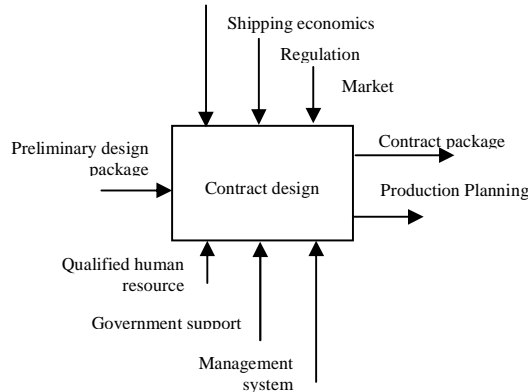 Shipping economics
Regulation
Market
Preliminary design
package
Contract design
Contract package
Production Planning
Qualified human
resource
Government support
Management
system